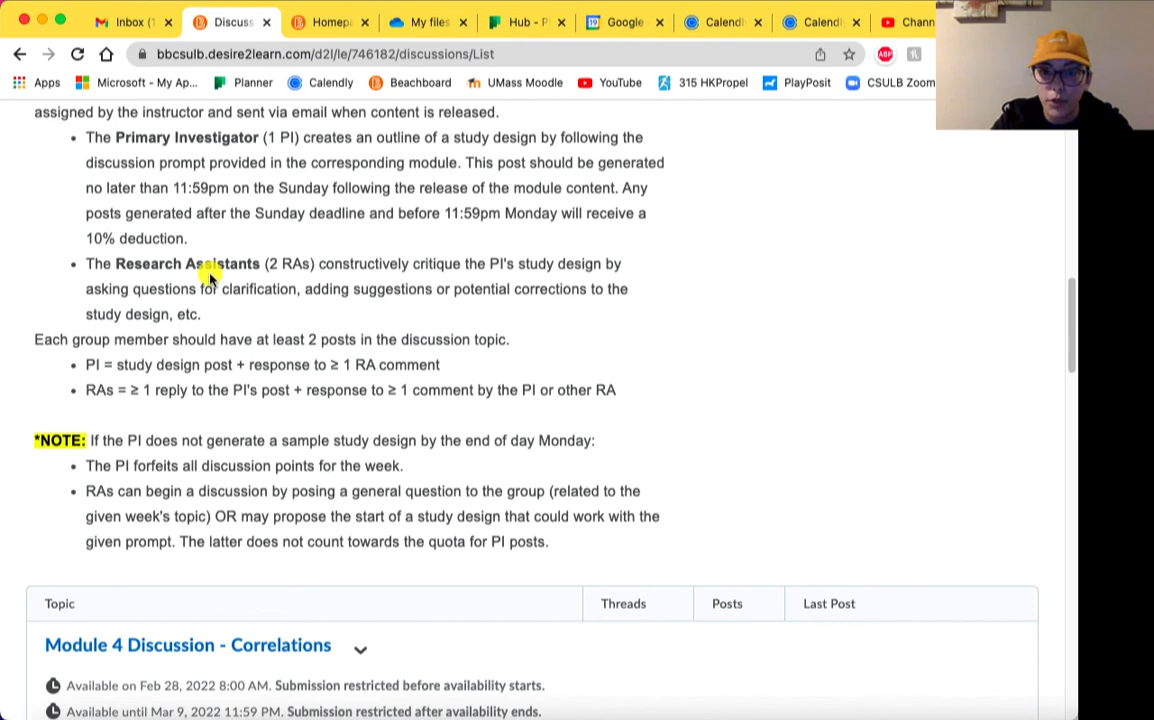 Inbox (1
Discuss
Homepa
My files
Hub - P
Google
Calendl
Calendl
Chann
bbcsulb.desire2learn.com/d2l/le/746182/discussions/List
ABP
Apps
Microsoft - My Ap...
Planner
Calendly
Beachboard
UMass Moodle
YouTube
315 HKPropel
PlayPosit
CSULB Zoom
assigned by the instructor and sent via email when content is released.
• The Primary Investigator (1 PI) creates an outline of a study design by following the
discussion prompt provided in the corresponding module. This post should be generated
no later than 11:59pm on the Sunday following the release of the module content. Any
posts generated after the Sunday deadline and before 11:59pm Monday will receive a
10% deduction.
• The Research Assistants (2 RAs) constructively critique the PI's study design by
asking questions for clarification, adding suggestions or potential corrections to the
study design, etc.
Each group member should have at least 2 posts in the discussion topic.
• PI = study design post + response to ≥ 1 RA comment
• RAs = ≥ 1 reply to the PI's post + response to ≥ 1 comment by the PI or other RA
*NOTE: If the PI does not generate a sample study design by the end of day Monday:
• The PI forfeits all discussion points for the week.
• RAs can begin a discussion by posing a general question to the group (related to the
given week's topic) OR may propose the start of a study design that could work with the
given prompt. The latter does not count towards the quota for PI posts.
Topic
Threads
Posts
Last Post
Module 4 Discussion - Correlations
Available on Feb 28, 2022 8:00 AM. Submission restricted before availability starts.
Available until Mar 9, 2022 11:59 PM. Submission restricted after availability ends.